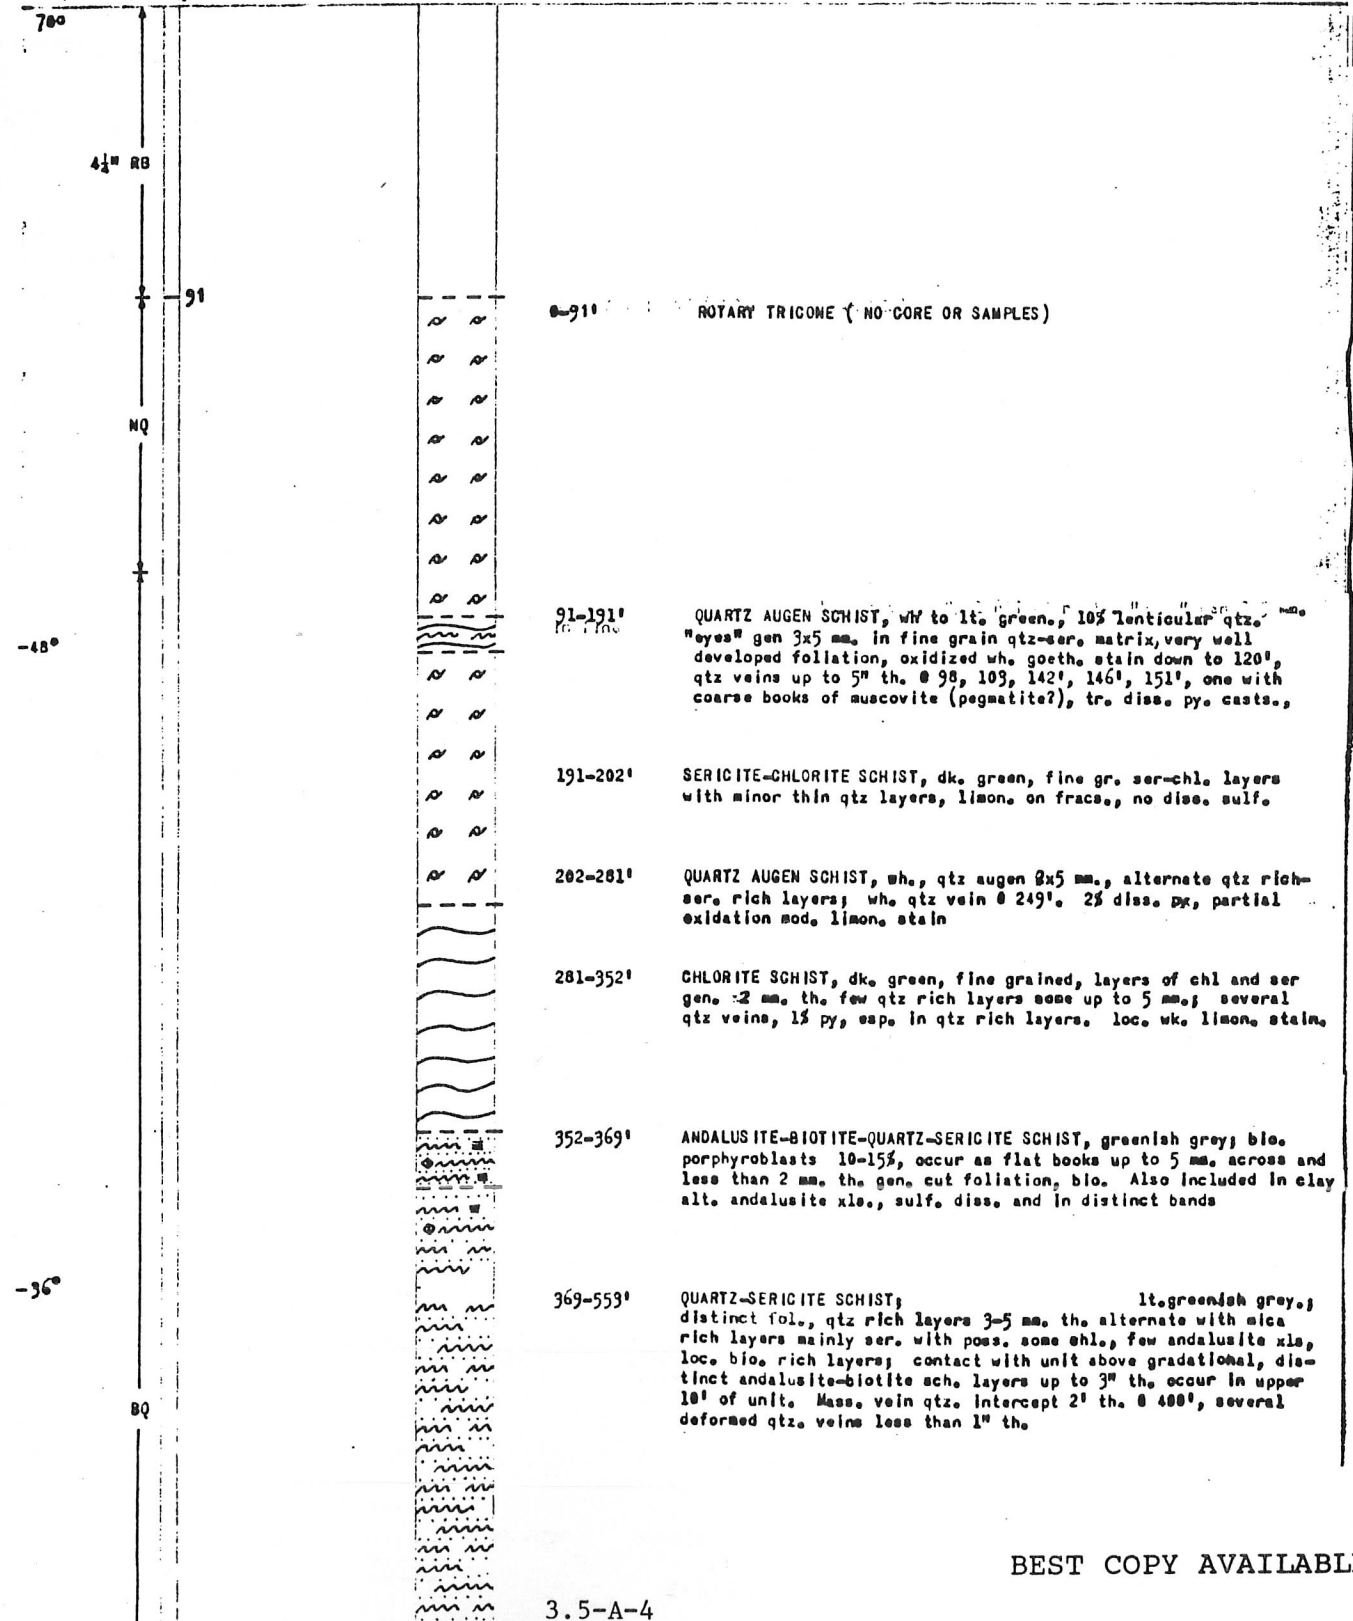 70°
4¼" RB
91
0-91' ROTARY TRICONE ( NO CORE OR SAMPLES)
NQ
91-191' QUARTZ AUGEN SCHIST, wh to lt. green., 10% lenticular qtz.
"eyes" gen 3x5 mm. in fine grain qtz-ser. matrix, very well
developed foliation, oxidized wh. goeth. stain down to 120',
qtz veins up to 5" th. @ 98, 103, 142', 146', 151', one with
coarse books of muscovite (pegmatite?), tr. diss. py. casts.,
-48°
191-202' SERICITE-CHLORITE SCHIST, dk. green, fine gr. ser-chl. layers
with minor thin qtz layers, limon. on fracs., no diss. sulf.
202-281' QUARTZ AUGEN SCHIST, wh., qtz augen x5 mm., alternate qtz rich-
ser. rich layers; wh. qtz vein @ 249'. 2% diss. py, partial
oxidation mod. limon. stain
281-352' CHLORITE SCHIST, dk. green, fine grained, layers of chl and ser
gen. 2 mm. th. few qtz rich layers some up to 5 mm.; several
qtz veins, 1% py, esp. in qtz rich layers. loc. wk. limon. stain.
352-369' ANDALUSITE-BIOTITE-QUARTZ-SERICITE SCHIST, greenish grey; bio.
porphyroblasts 10-15%, occur as flat books up to 5 mm. across and
less than 2 mm. th. gen. cut foliation, bio. Also included in clay
alt. andalusite xls., sulf. diss. and in distinct bands
-36°
369-553' QUARTZ-SERICITE SCHIST; lt.greenish grey.;
distinct fol., qtz rich layers 3-5 mm. th. alternate with mica
rich layers mainly ser. with poss. some chl., few andalusite xls,
loc. bio. rich layers; contact with unit above gradational, dis-
tinct andalusite-biotite sch. layers up to 3" th. occur in upper
10' of unit. Mass. vein qtz. intercept 2' th. @ 400', several
deformed qtz. veins less than 1" th.
BQ
BEST COPY AVAILABL
3.5-A-4